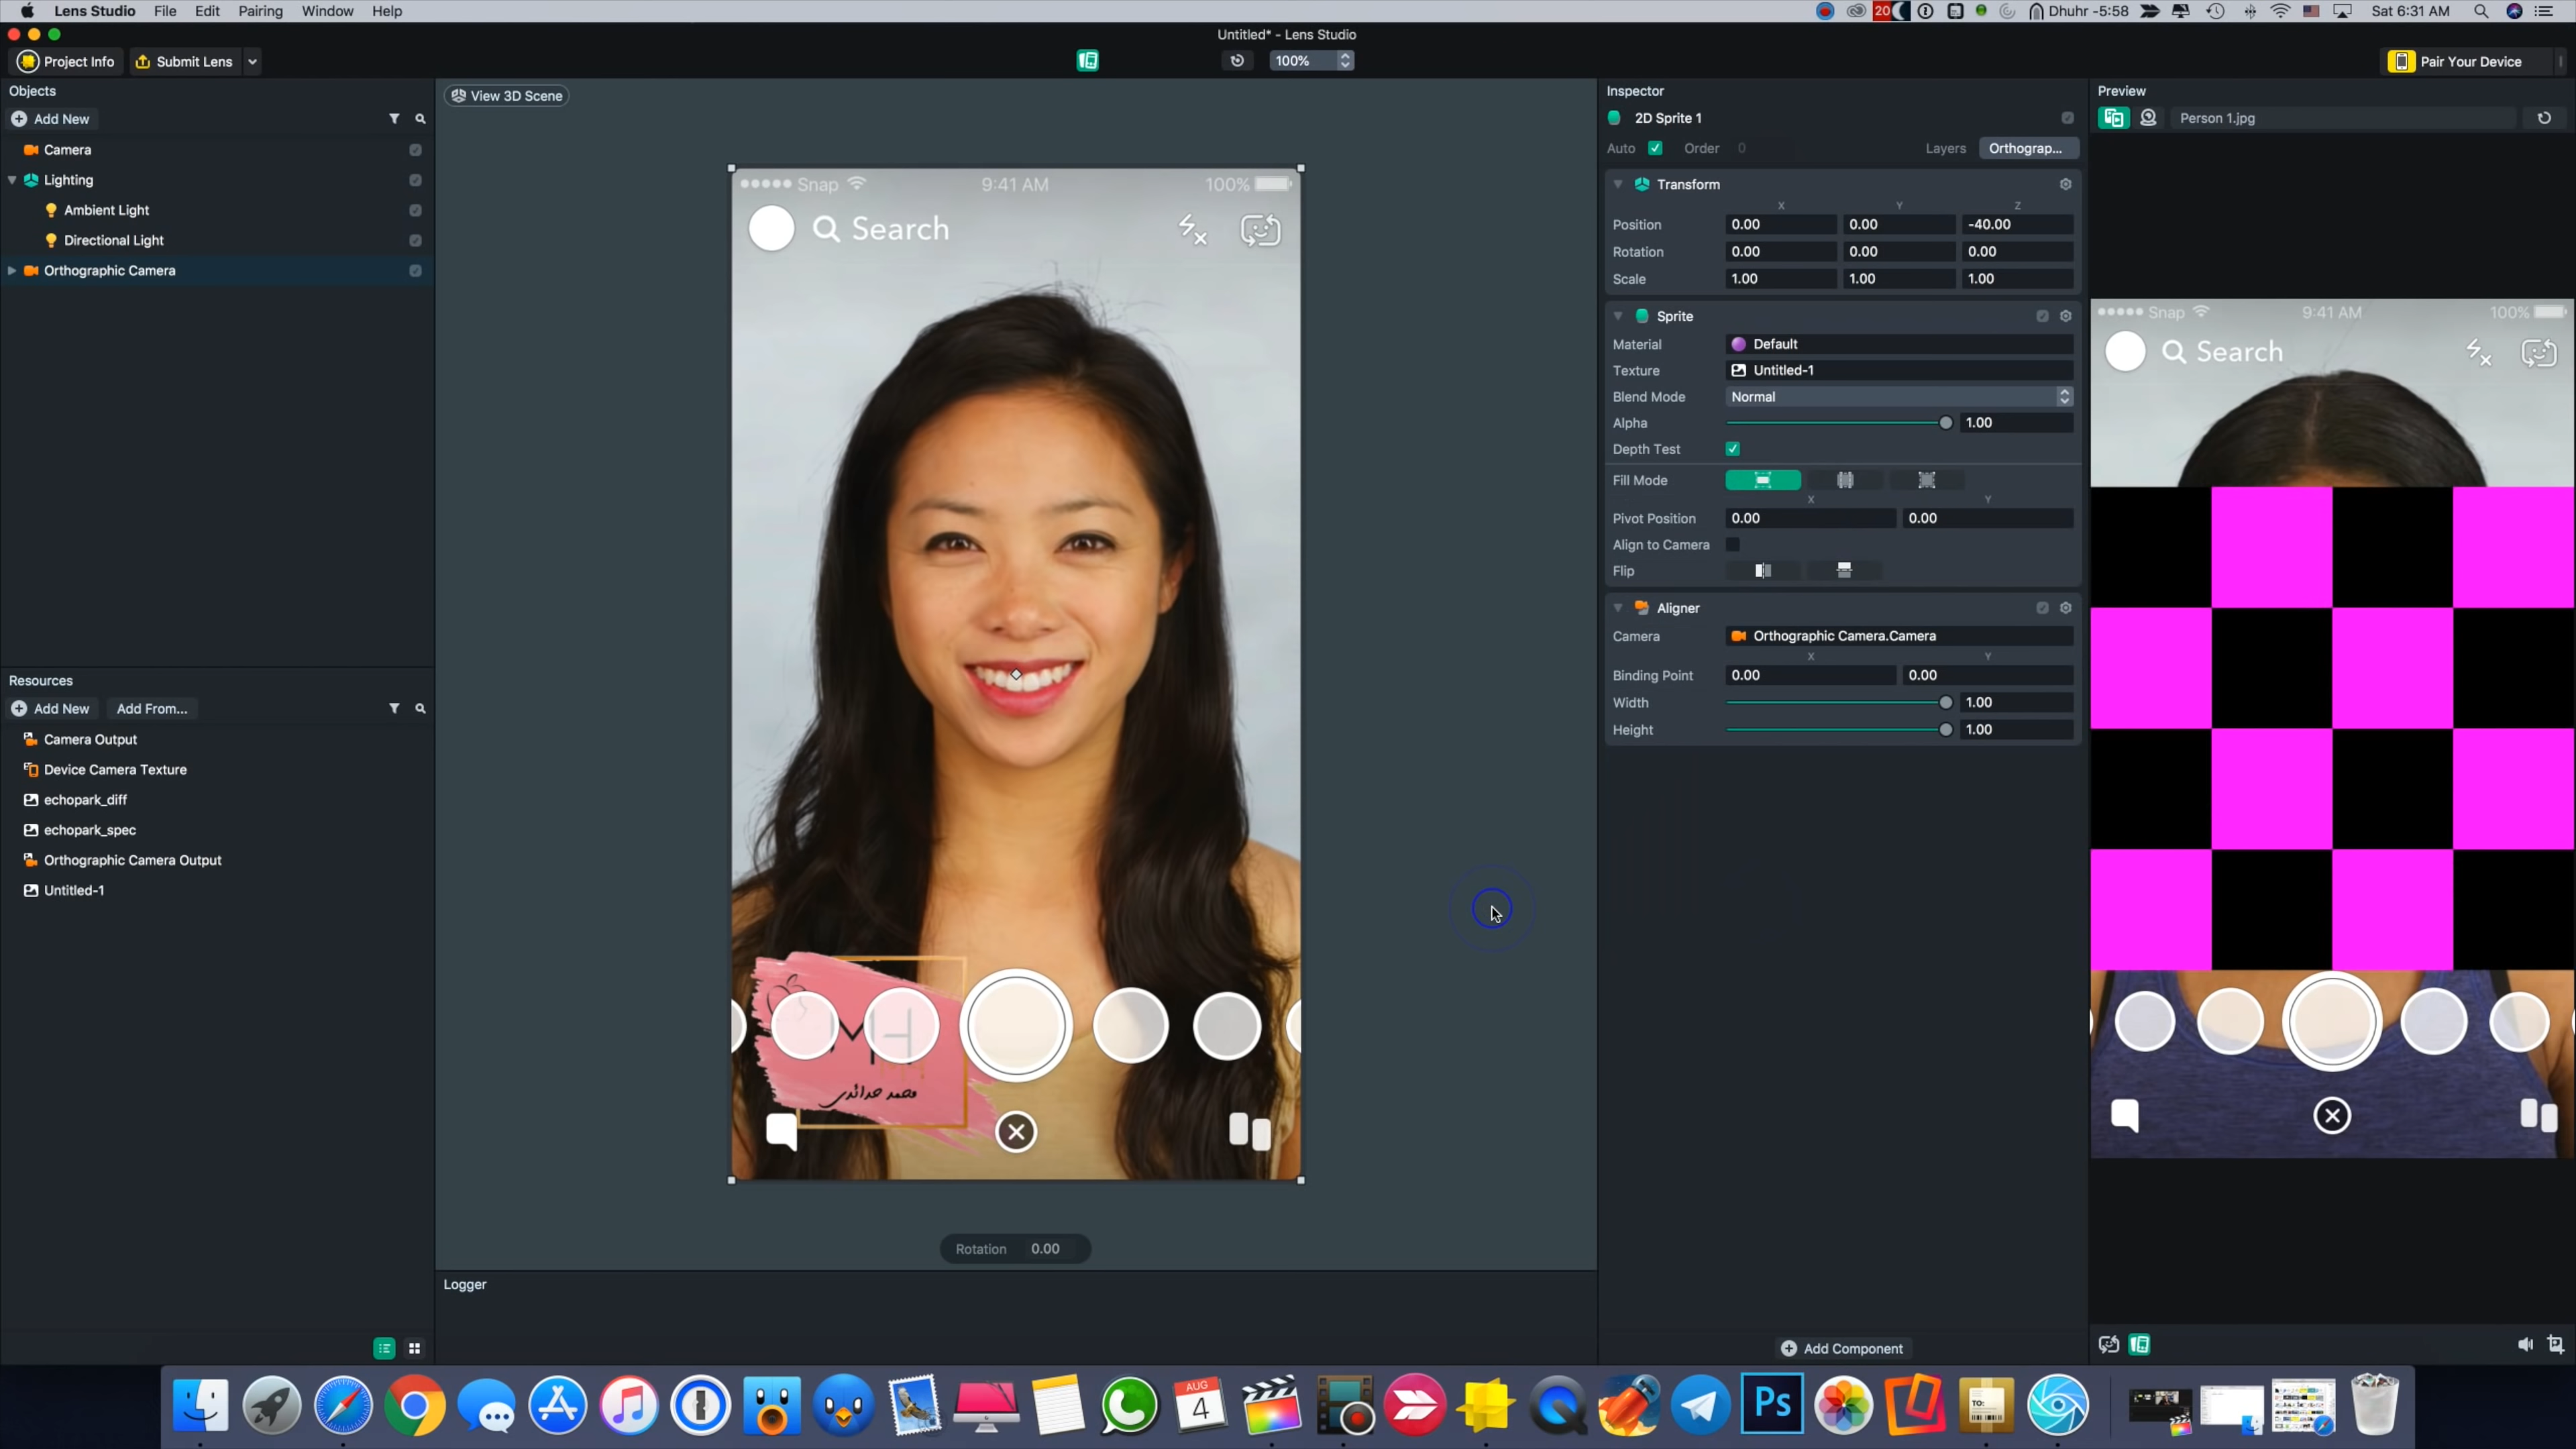 Lens Studio File Edit Pairing Window Help
20 Dhuhr -5:58 Sat 6:31 AM
Untitled* - Lens Studio
Project Info Submit Lens 100% Pair Your Device
Objects
Add New
Camera
Lighting
Ambient Light
Directional Light
Orthographic Camera
Resources
Add New Add From...
Camera Output
Device Camera Texture
echopark_diff
echopark_spec
Orthographic Camera Output
Untitled-1
View 3D Scene
Snap 9:41 AM 100%
Search
MH
محمد حدائدي
Rotation 0.00
Logger
Inspector
2D Sprite 1
Auto Order 0 Layers Orthograp...
Transform
X Y Z
Position 0.00 0.00 -40.00
Rotation 0.00 0.00 0.00
Scale 1.00 1.00 1.00
Sprite
Material Default
Texture Untitled-1
Blend Mode Normal
Alpha 1.00
Depth Test
Fill Mode
X Y
Pivot Position 0.00 0.00
Align to Camera
Flip
Aligner
Camera Orthographic Camera.Camera
X Y
Binding Point 0.00 0.00
Width 1.00
Height 1.00
Add Component
Preview
Person 1.jpg
Snap 9:41 AM 100%
Search
AUG
4
Ps
TO: